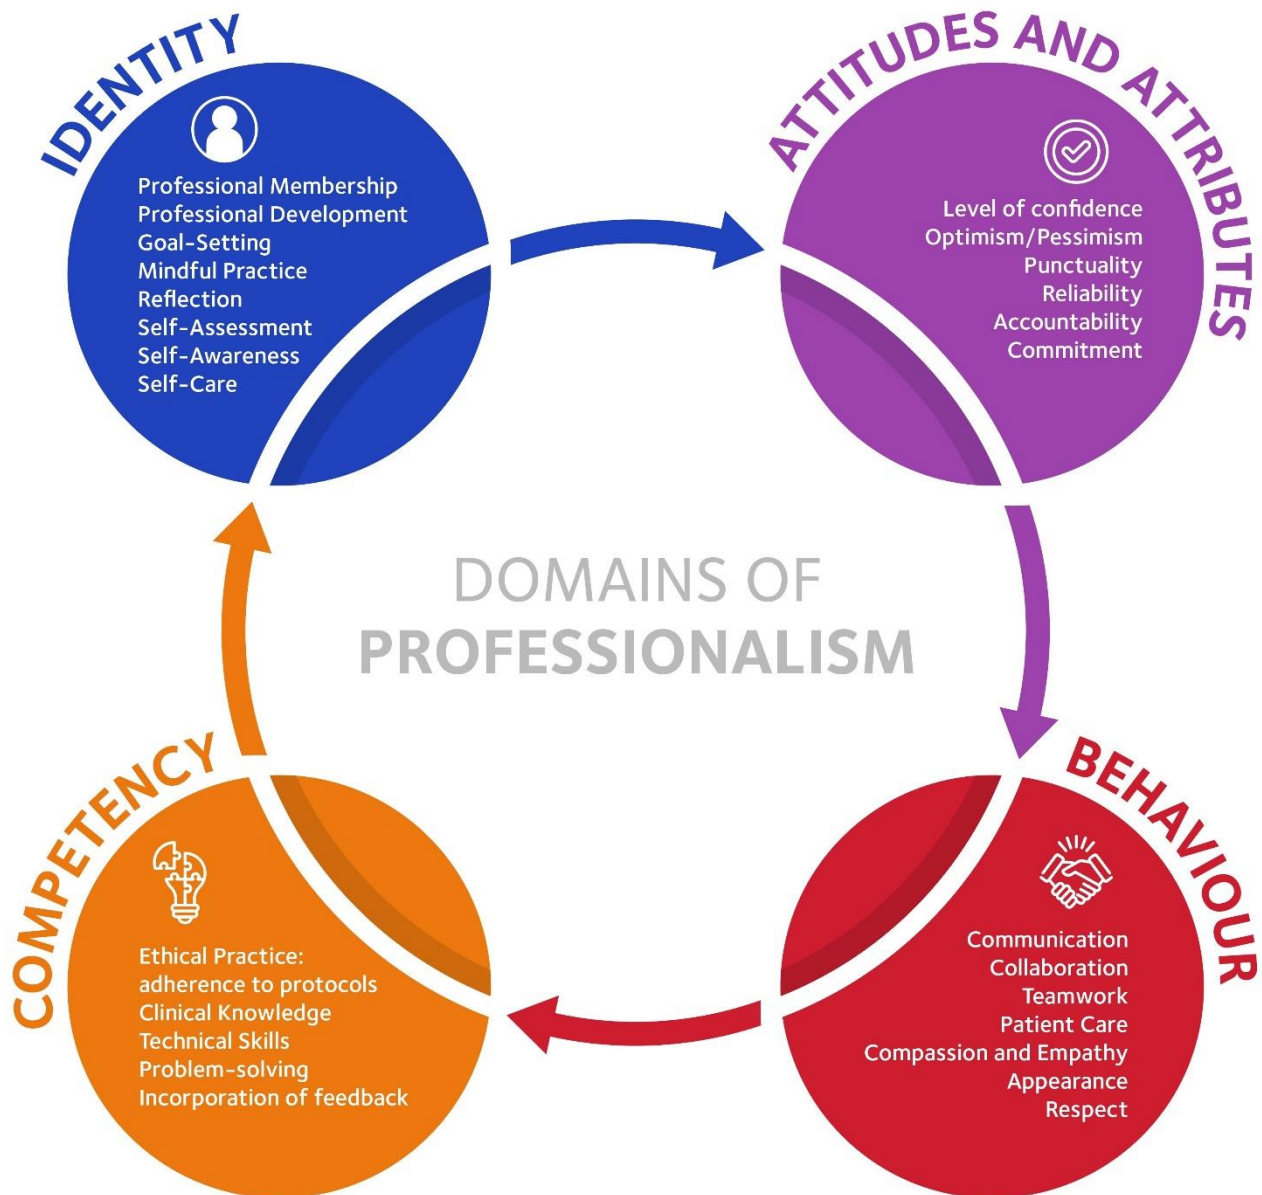 IDENTITY
Professional Membership
Professional Development
Goal-Setting
Mindful Practice
Reflection
Self-Assessment
Self-Awareness
Self-Care
ATTITUDES AND ATTRIBUTES
Level of confidence
Optimism/Pessimism
Punctuality
Reliability
Accountability
Commitment
DOMAINS OF
PROFESSIONALISM
COMPETENCY
Ethical Practice:
adherence to protocols
Clinical Knowledge
Technical Skills
Problem-solving
Incorporation of feedback
BEHAVIOUR
Communication
Collaboration
Teamwork
Patient Care
Compassion and Empathy
Appearance
Respect